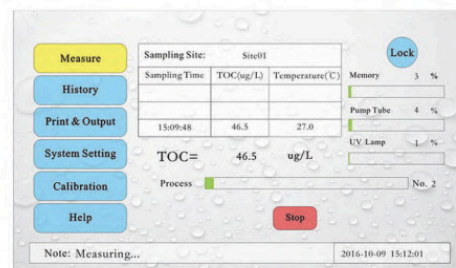 Measure
History
Print & Output
System Setting
Calibration
Help
Sampling Site: Site01
Sampling Time TOC(ug/L) Temperature(℃)
15:09:48 46.5 27.0
TOC= 46.5 ug/L
Process No. 2
Stop
Lock
Memory 3 %
Pump Tube 4 %
UV Lamp 1 %
Note: Measuring...
2016-10-09 15:12:01